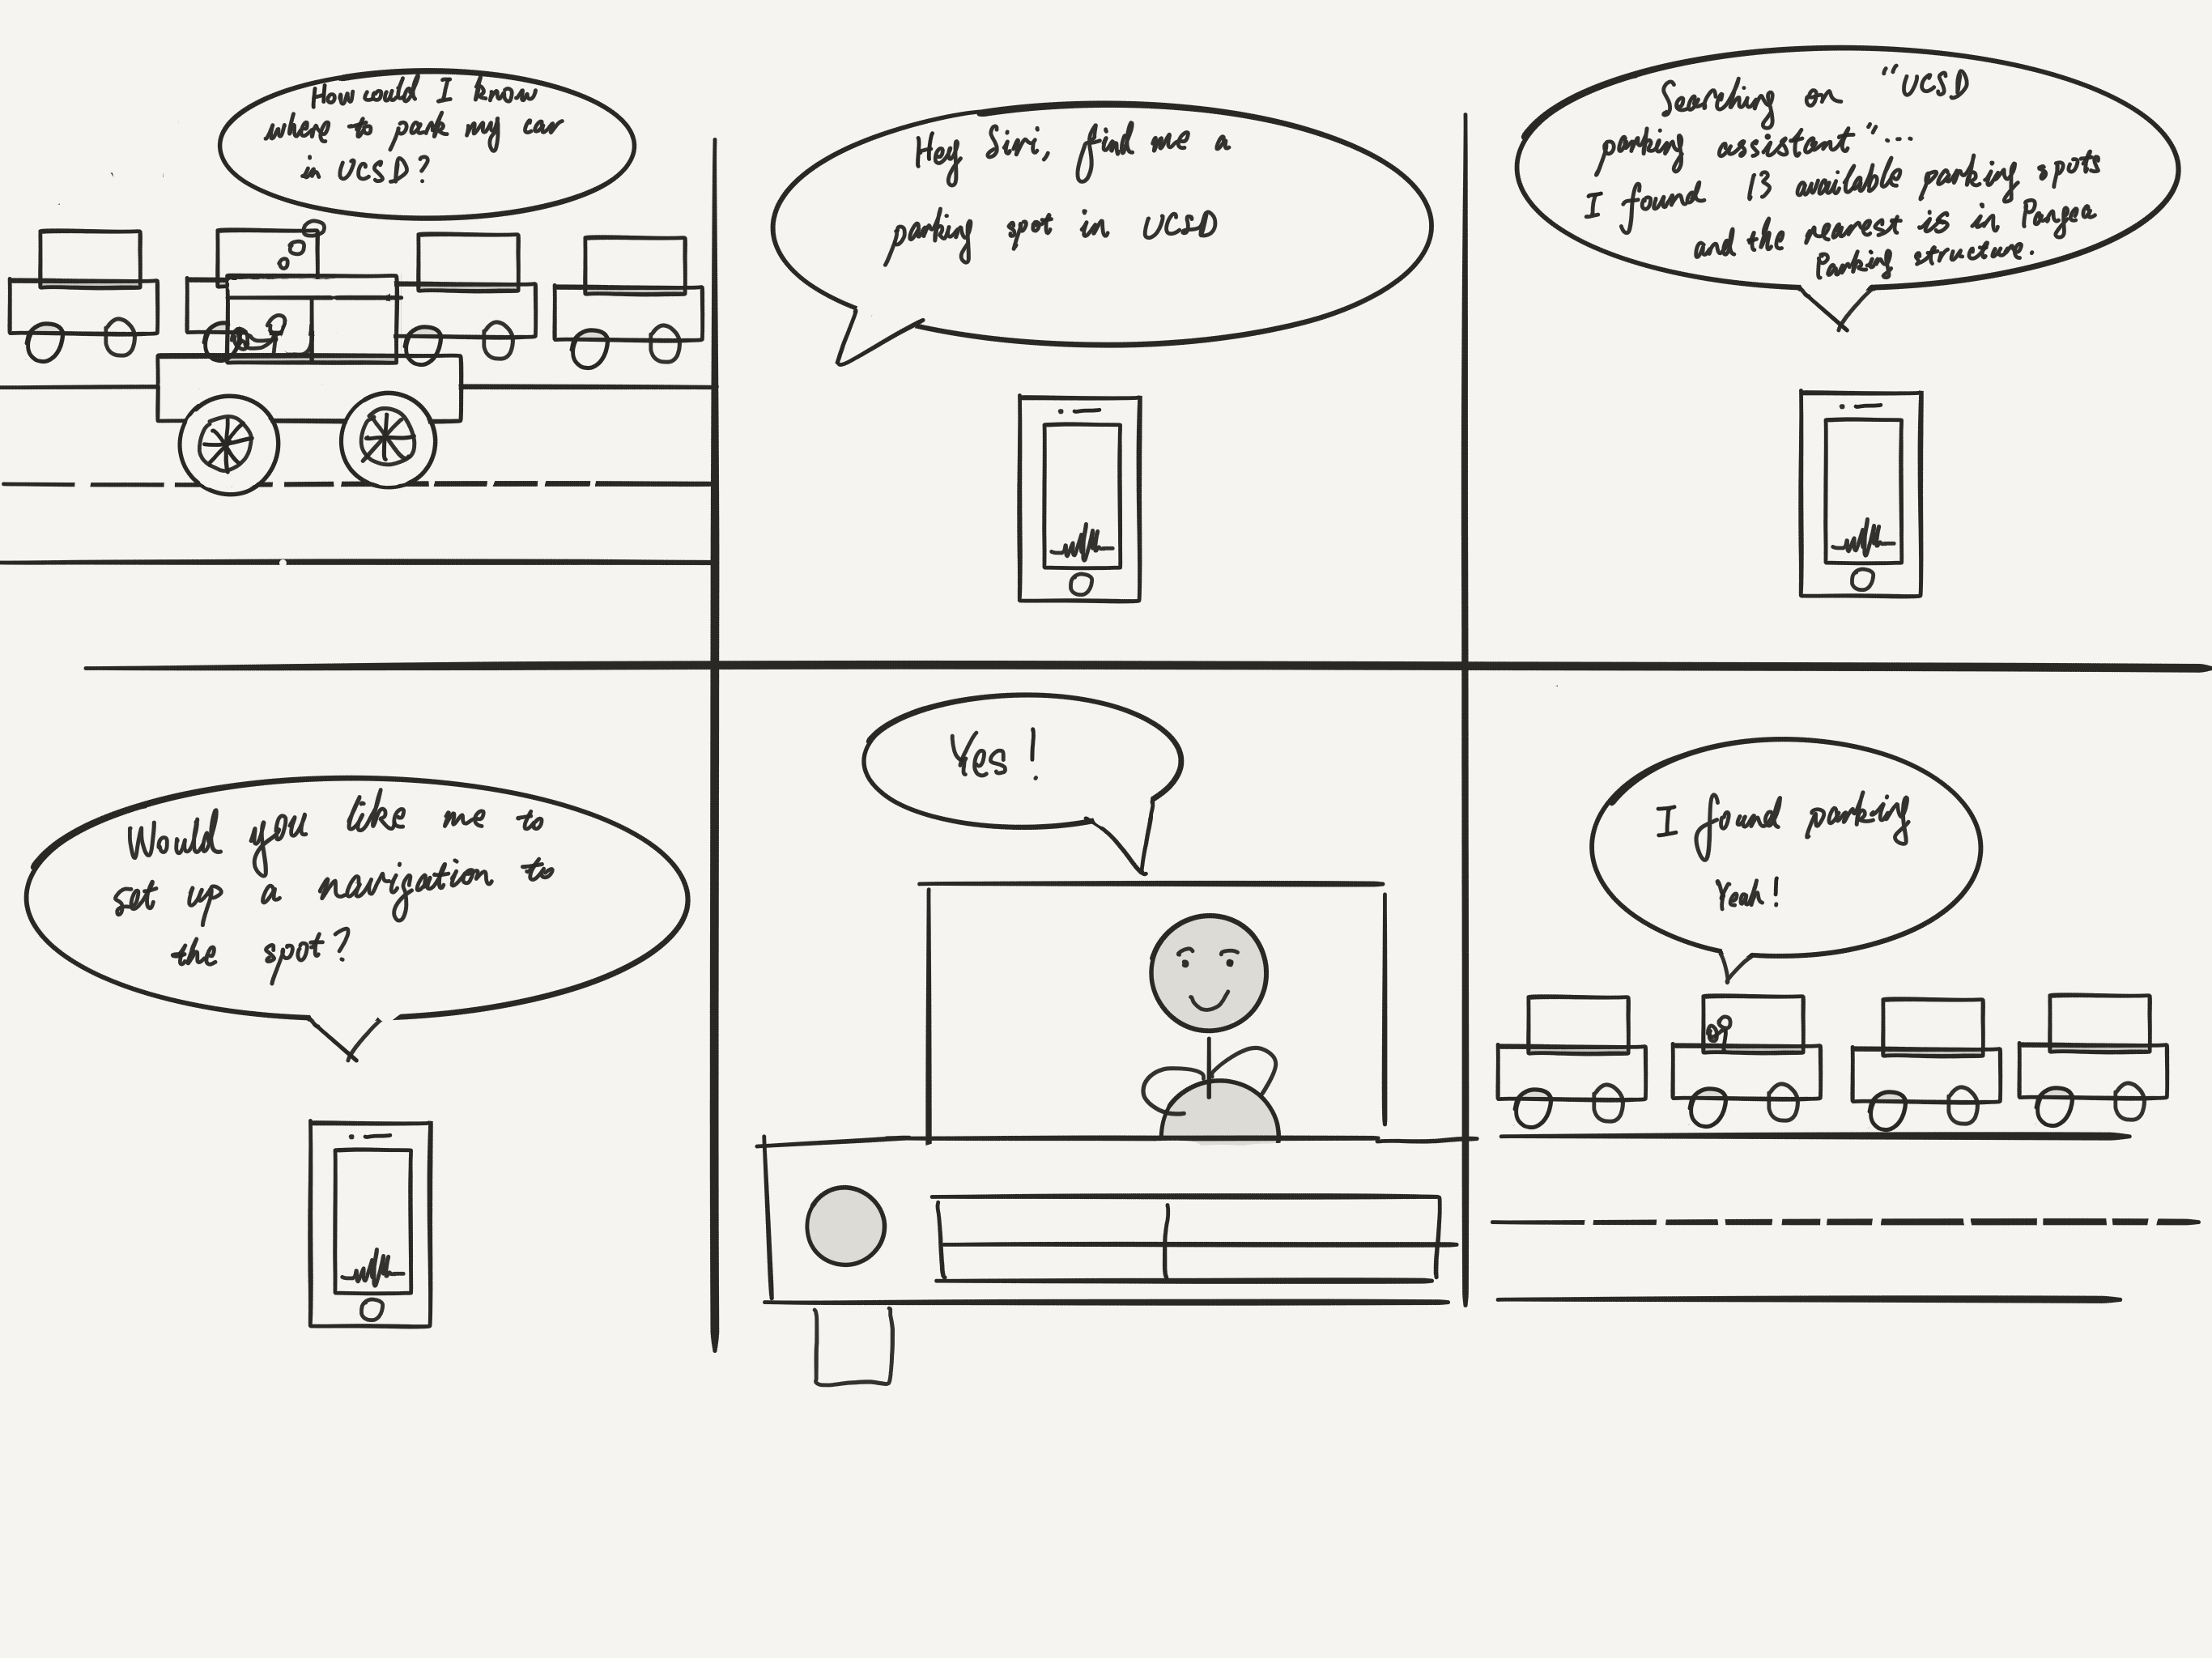 How would I know
where to park my car
in UCSD?
Hey Siri, find me a
parking spot in UCSD
Searching on "UCSD
parking assistant"...
I found 13 available parking spots
and the nearest is in Pangea
Parking structure.
Would you like me to
set up a navigation to
the spot?
Yes!
I found parking
Yeah!